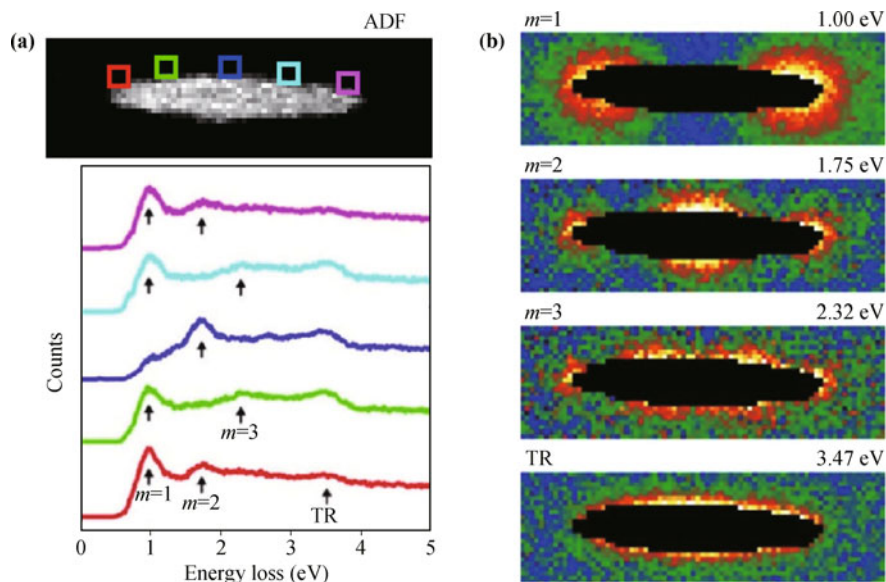 (a)
ADF
Counts
m=3
m=1
m=2
TR
0 1 2 3 4 5
Energy loss (eV)
(b)
m=1 1.00 eV
m=2 1.75 eV
m=3 2.32 eV
TR 3.47 eV